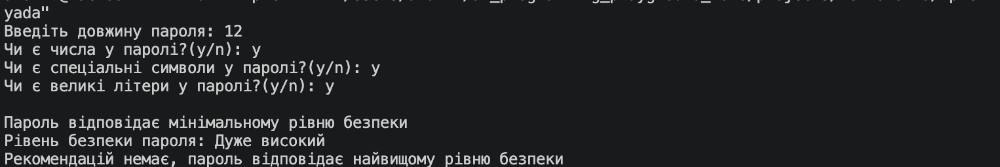 yada"
Введіть довжину пароля: 12
Чи є числа у паролі?(y/n): y
Чи є спеціальні символи у паролі?(y/n): y
Чи є великі літери у паролі?(y/n): y
Пароль відповідає мінімальному рівню безпеки
Рівень безпеки пароля: Дуже високий
Рекомендацій немає, пароль відповідає найвищому рівню безпеки